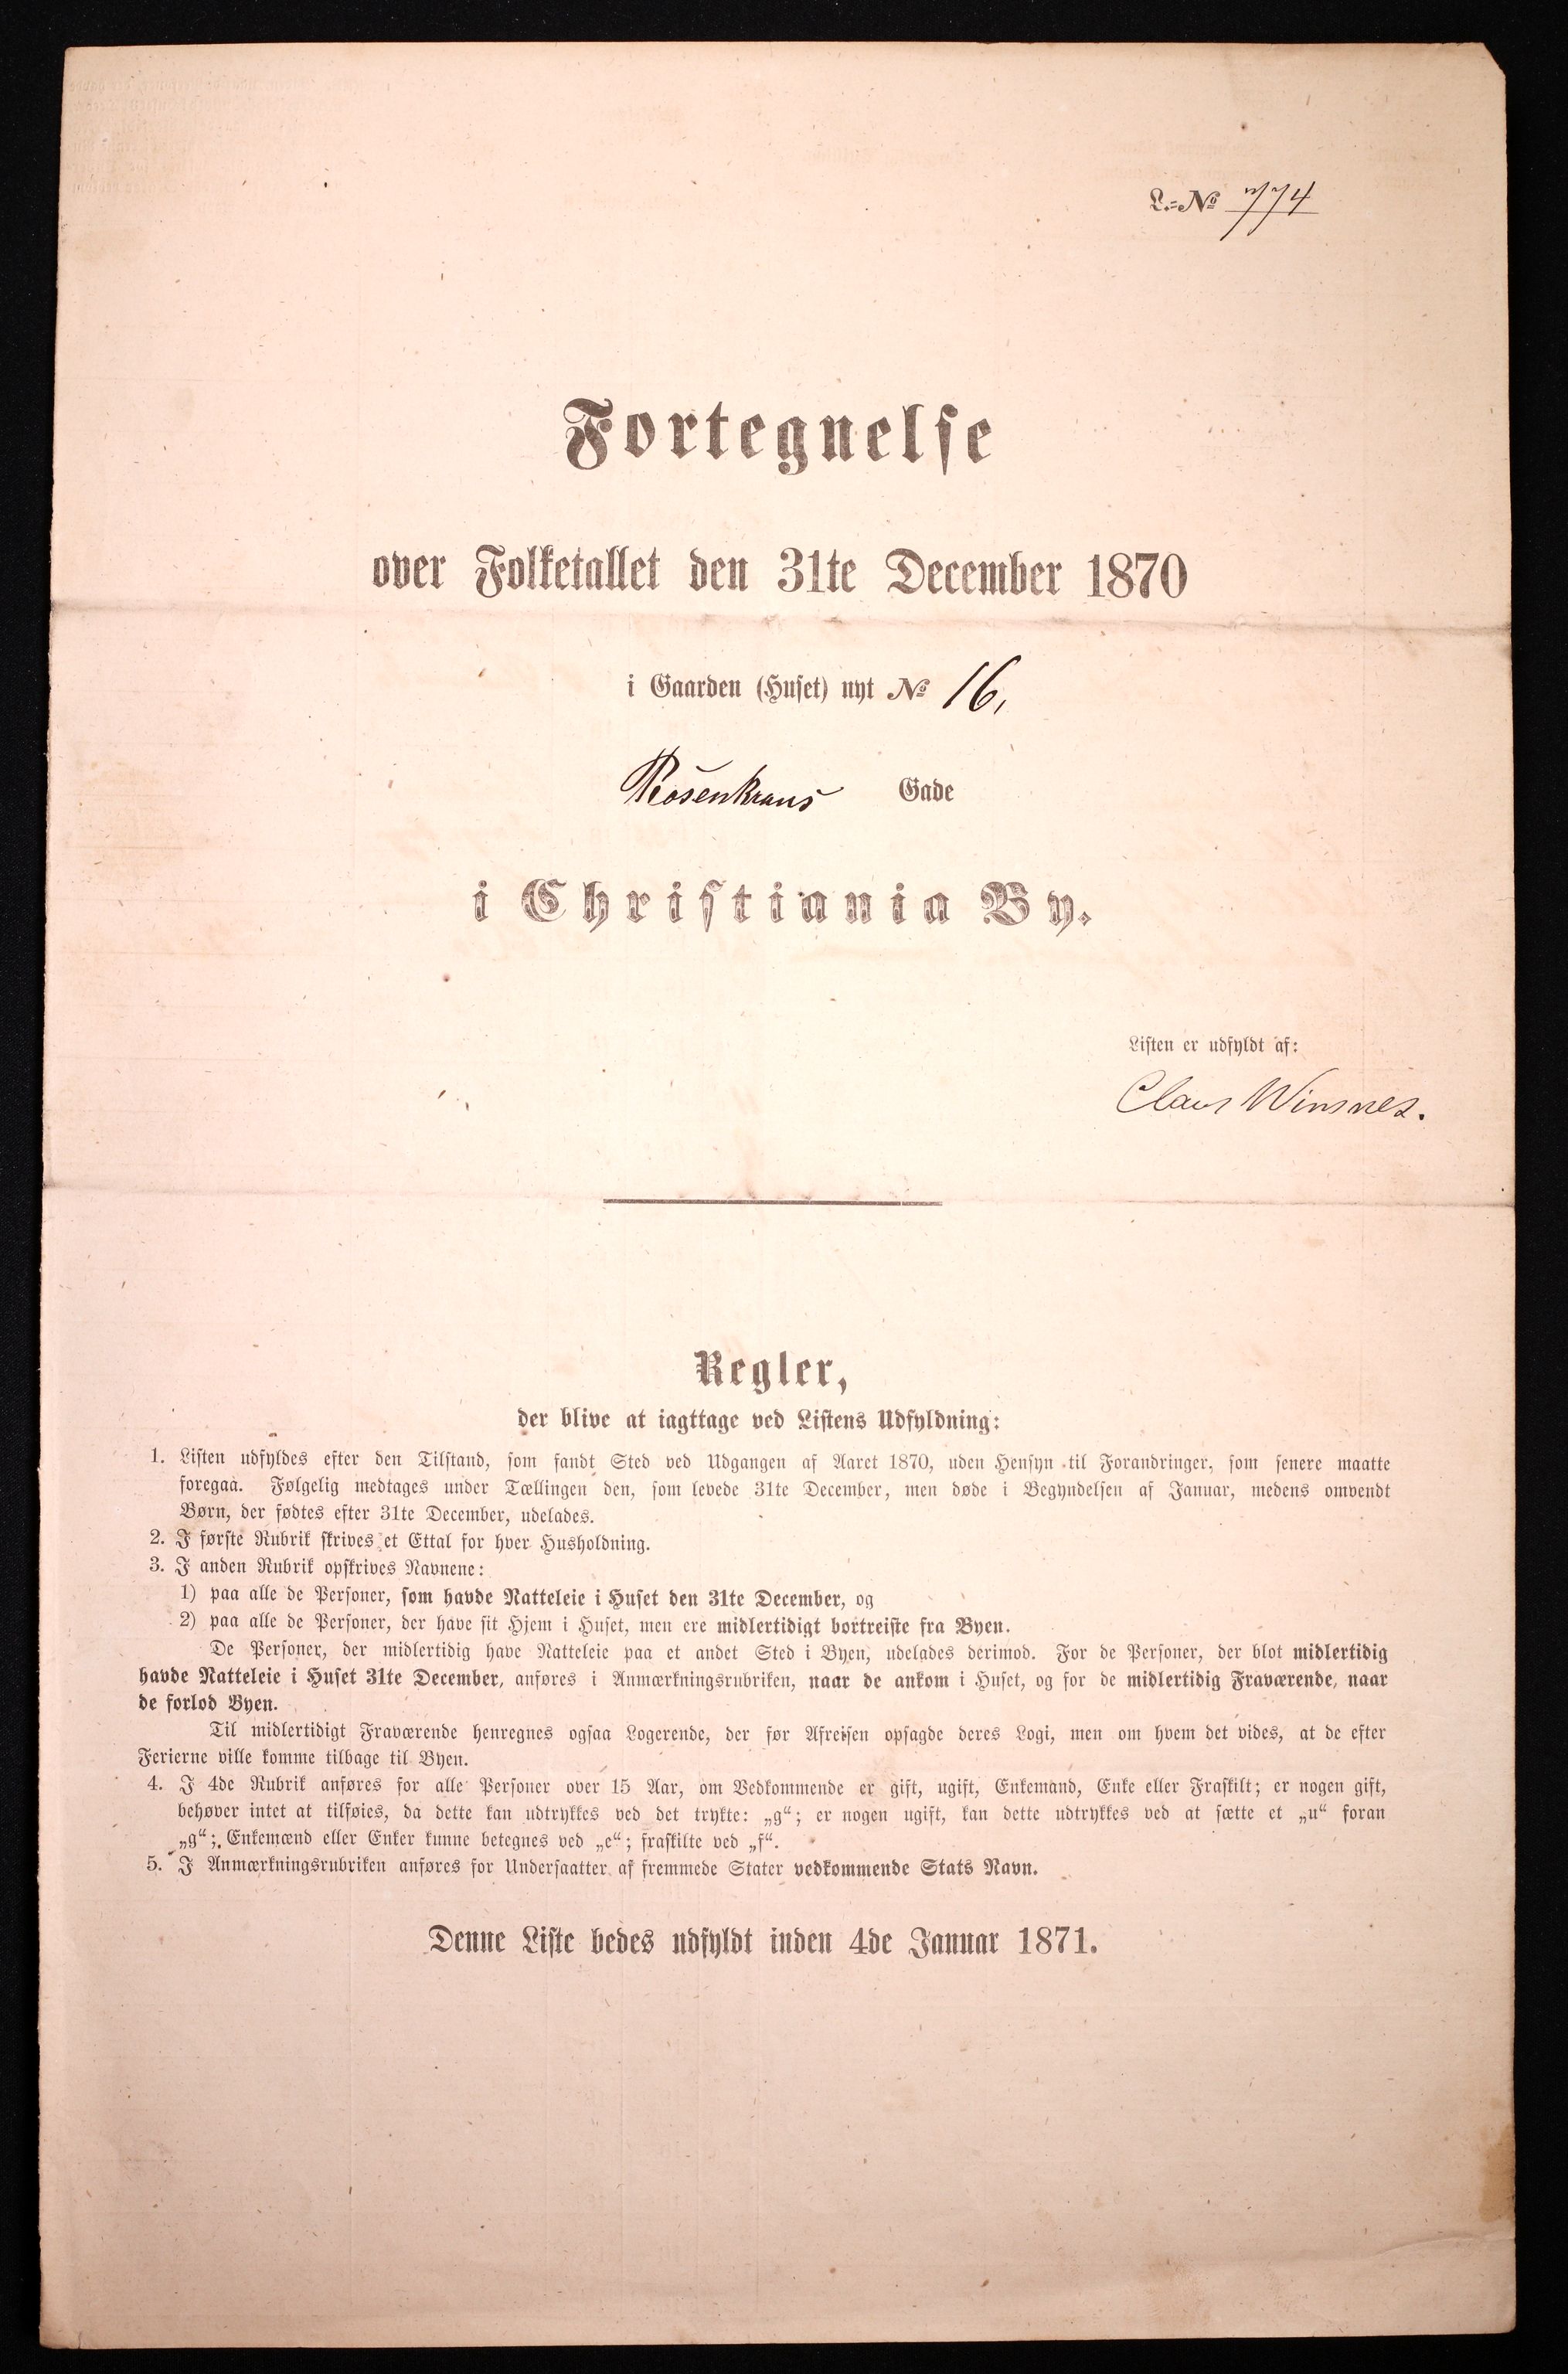 L.-No 774
Fortegnelse
over Folketallet den 31te December 1870
i Gaarden (Huset) nyt No 16,
Rosenkrans Gade
i Christiania By.
Listen er udfyldt af:
Claus Winsnes.
Regler,
der blive at iagttage ved Listens Udfyldning:
1. Listen udfyldes efter den Tilstand, som fandt Sted ved Udgangen af Aaret 1870, uden Hensyn til Forandringer, som senere maatte
foregaa. Følgelig medtages under Tællingen den, som levede 31te December, men døde i Begyndelsen af Januar, medens omvendt
Børn, der fødtes efter 31te December, udelades.
2. I første Rubrik skrives et Ettal for hver Husholdning.
3. I anden Rubrik opskrives Navnene:
1) paa alle de Personer, som havde Natteleie i Huset den 31te December, og
2) paa alle de Personer, der have sit Hjem i Huset, men ere midlertidigt bortreiste fra Byen.
De Personer, der midlertidig have Natteleie paa et andet Sted i Byen, udelades derimod. For de Personer, der blot midlertidig
havde Natteleie i Huset 31te December, anføres i Anmærkningsrubriken, naar de ankom i Huset, og for de midlertidig Fraværende, naar
de forlod Byen.
Til midlertidigt Fraværende henregnes ogsaa Logerende, der før Afreisen opsagde deres Logi, men om hvem det vides, at de efter
Ferierne ville komme tilbage til Byen.
4. I 4de Rubrik anføres for alle Personer over 15 Aar, om Vedkommende er gift, ugift, Enkemand, Enke eller Fraskilt; er nogen gift,
behøver intet at tilføies, da dette kan udtrykkes ved det trykte: „g“; er nogen ugift, kan dette udtrykkes ved at sætte et „u“ foran
„g“; Enkemænd eller Enker kunne betegnes ved „e“; fraskilte ved „f“.
5. I Anmærkningsrubriken anføres for Undersaatter af fremmede Stater vedkommende Stats Navn.
Denne Liste bedes udfyldt inden 4de Januar 1871.